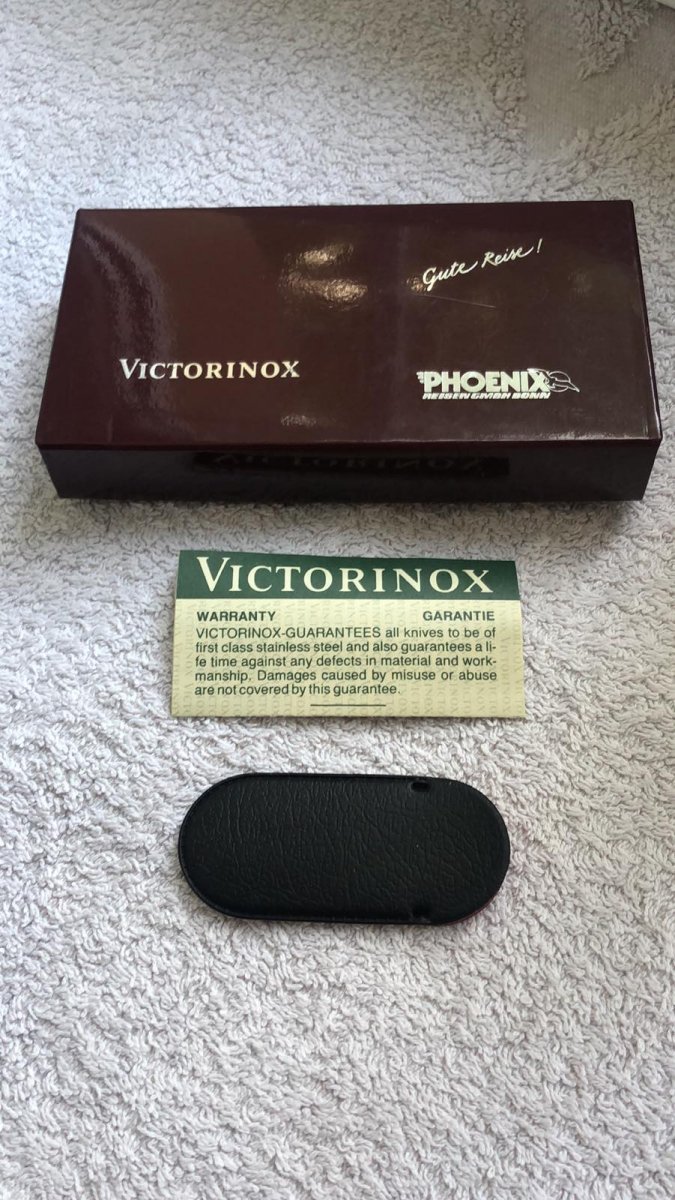 Gute Reise!
VICTORINOX
PHOENIX
REISEN GMBH BONN
VICTORINOX
VICTORINOX
WARRANTY GARANTIE
VICTORINOX-GUARANTEES all knives to be of
first class stainless steel and also guarantees a li-
fe time against any defects in material and work-
manship. Damages caused by misuse or abuse
are not covered by this guarantee.